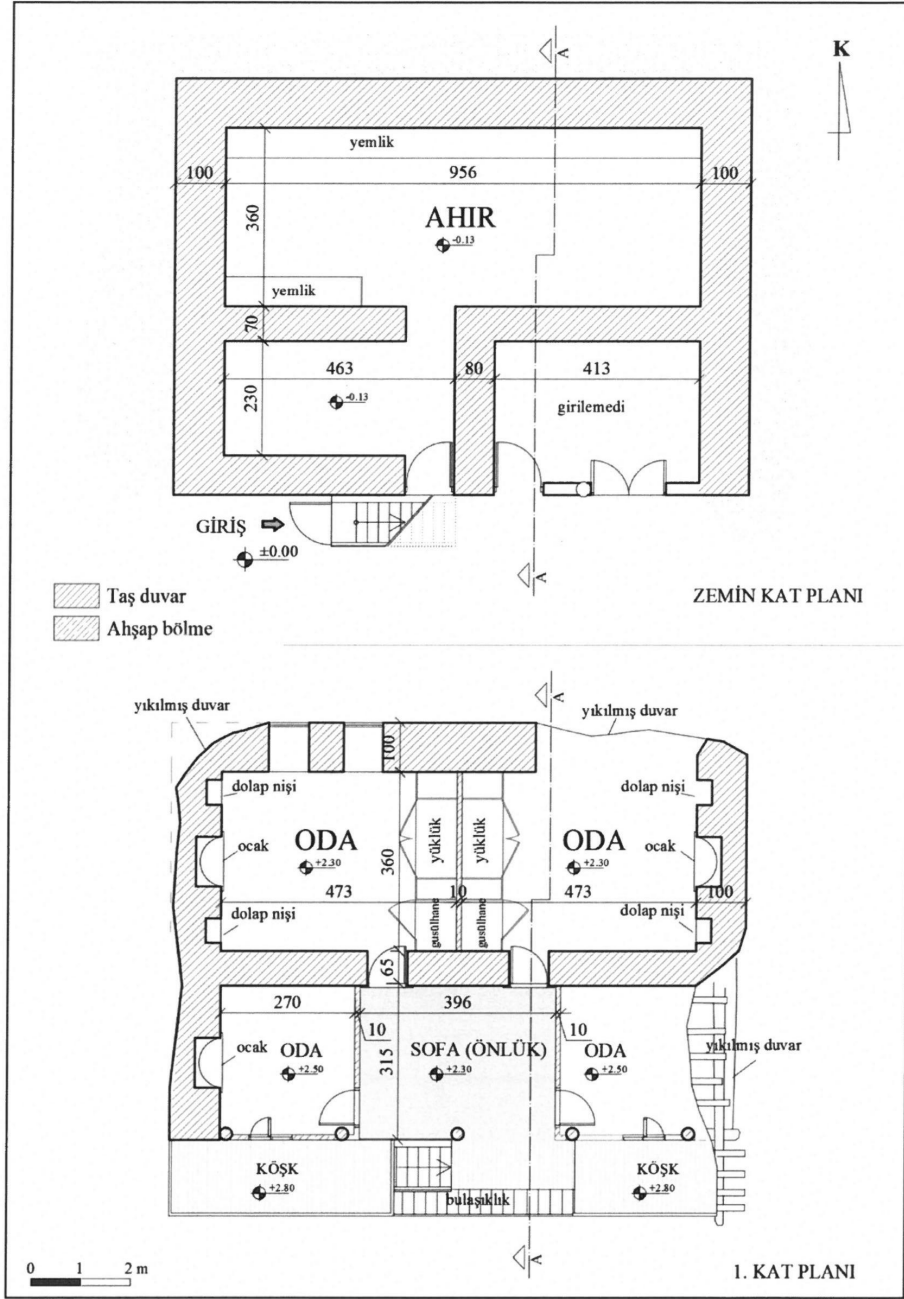 A
K
yemlik
100
956
100
360
AHIR
-0.13
yemlik
70
463
80
413
230
-0.13
girilemedi
GİRİŞ
±0.00
A
Taş duvar
ZEMİN KAT PLANI
Ahşap bölme
A
yıkılmış duvar
yıkılmış duvar
100
dolap nişi
dolap nişi
ODA
yüklük
yüklük
ODA
ocak
ocak
+2.30
360
+2.30
473
10
473
100
dolap nişi
gusülhane
gusülhane
dolap nişi
65
270
396
10
10
ocak
ODA
315
SOFA (ÖNLÜK)
ODA
yıkılmış duvar
+2.50
+2.30
+2.50
KÖŞK
KÖŞK
+2.80
+2.80
bulaşıklık
A
0 1 2 m
1. KAT PLANI